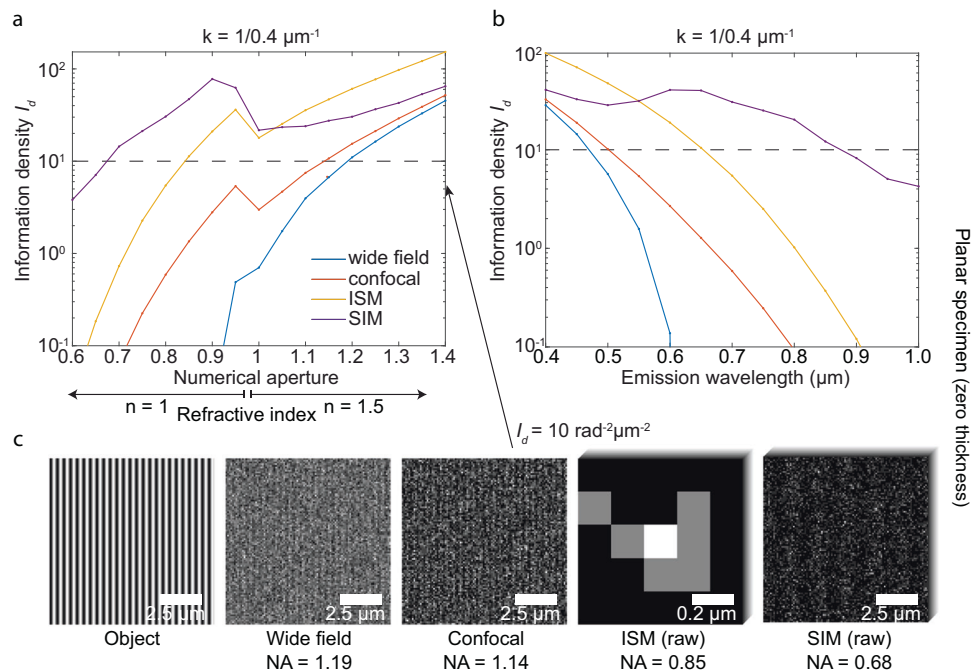 a
k = 1/0.4 µm⁻¹
Information density I_d
10²
10¹
10⁰
10⁻¹
wide field
confocal
ISM
SIM
0.6 0.7 0.8 0.9 1 1.1 1.2 1.3 1.4
Numerical aperture
n = 1 n = 1.5
Refractive index
b
k = 1/0.4 µm⁻¹
Information density I_d
10²
10¹
10⁰
10⁻¹
0.4 0.5 0.6 0.7 0.8 0.9 1.0
Emission wavelength (µm)
Planar specimen (zero thickness)
c
I_d = 10 rad⁻²µm⁻²
2.5 µm 2.5 µm 2.5 µm 0.2 µm 2.5 µm
Object Wide field Confocal ISM (raw) SIM (raw)
NA = 1.19 NA = 1.14 NA = 0.85 NA = 0.68